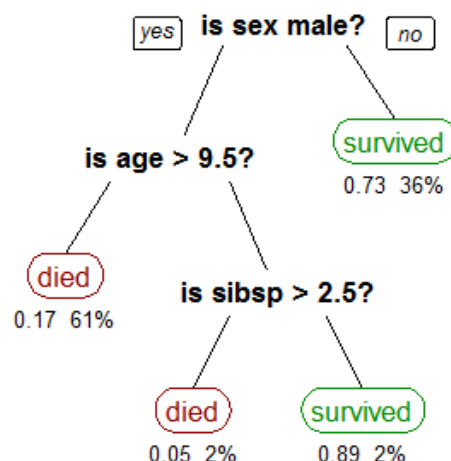 yes is sex male? no
survived
is age > 9.5?
0.73 36%
died
is sibsp > 2.5?
0.17 61%
died survived
0.05 2% 0.89 2%